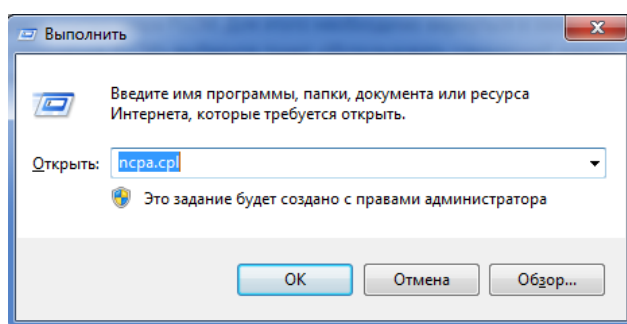 Выполнить
Введите имя программы, папки, документа или ресурса
Интернета, которые требуется открыть.
Открыть: ncpa.cpl
Это задание будет создано с правами администратора
ОК Отмена Обзор...